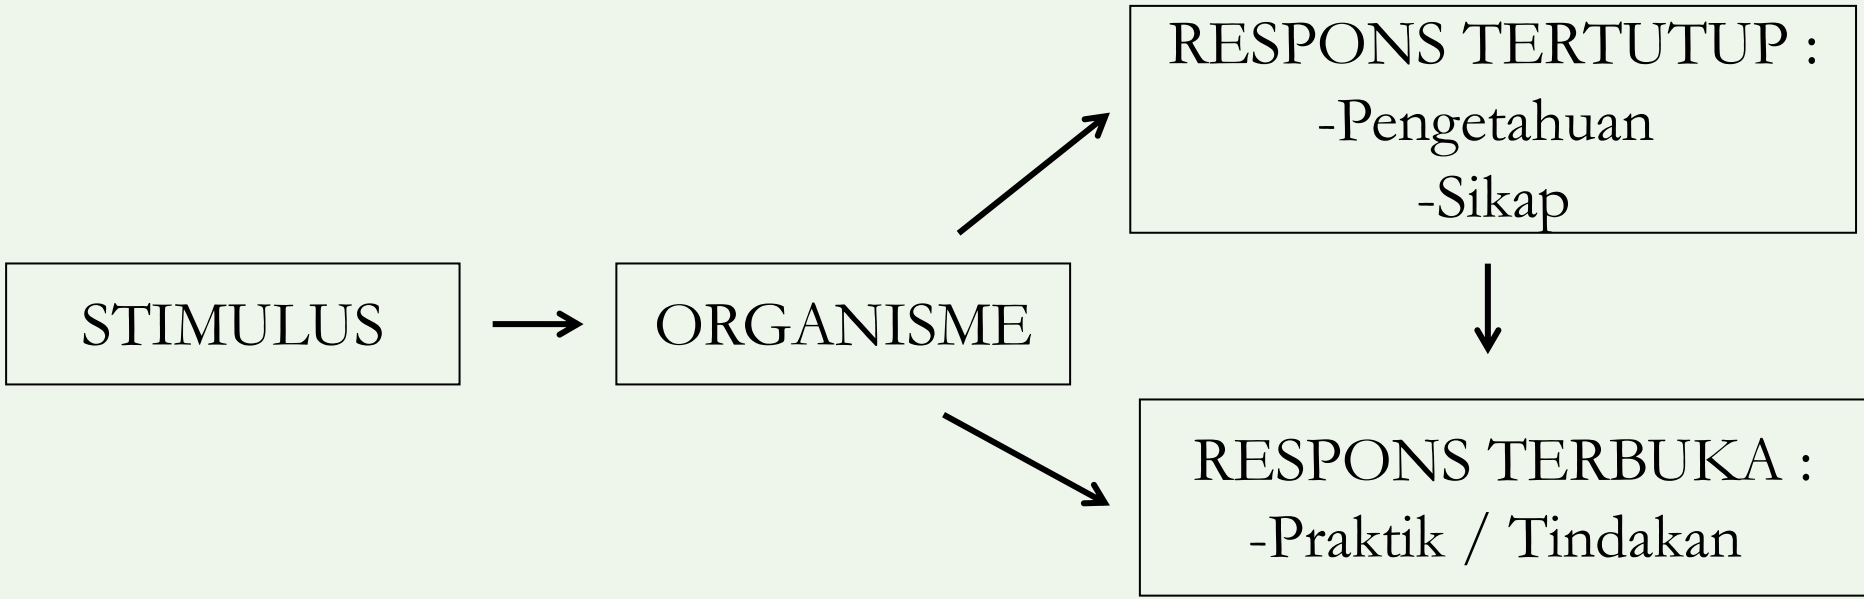 RESPONS TERTUTUP :
-Pengetahuan
-Sikap
STIMULUS
ORGANISME
RESPONS TERBUKA :
-Praktik / Tindakan